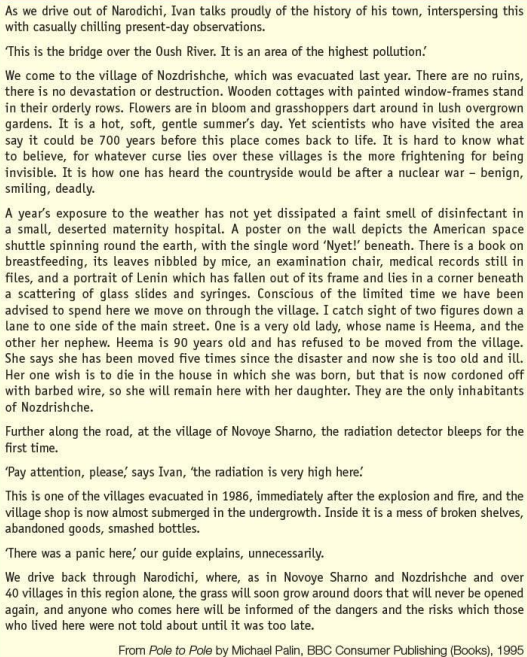 As we drive out of Narodichi, Ivan talks proudly of the history of his town, interspersing this
with casually chilling present-day observations.
‘This is the bridge over the Oush River. It is an area of the highest pollution.’
We come to the village of Nozdrishche, which was evacuated last year. There are no ruins,
there is no devastation or destruction. Wooden cottages with painted window-frames stand
in their orderly rows. Flowers are in bloom and grasshoppers dart around in lush overgrown
gardens. It is a hot, soft, gentle summer’s day. Yet scientists who have visited the area
say it could be 700 years before this place comes back to life. It is hard to know what
to believe, for whatever curse lies over these villages is the more frightening for being
invisible. It is how one has heard the countryside would be after a nuclear war – benign,
smiling, deadly.
A year’s exposure to the weather has not yet dissipated a faint smell of disinfectant in
a small, deserted maternity hospital. A poster on the wall depicts the American space
shuttle spinning round the earth, with the single word ‘Nyet!’ beneath. There is a book on
breastfeeding, its leaves nibbled by mice, an examination chair, medical records still in
files, and a portrait of Lenin which has fallen out of its frame and lies in a corner beneath
a scattering of glass slides and syringes. Conscious of the limited time we have been
advised to spend here we move on through the village. I catch sight of two figures down a
lane to one side of the main street. One is a very old lady, whose name is Heema, and the
other her nephew. Heema is 90 years old and has refused to be moved from the village.
She says she has been moved five times since the disaster and now she is too old and ill.
Her one wish is to die in the house in which she was born, but that is now cordoned off
with barbed wire, so she will remain here with her daughter. They are the only inhabitants
of Nozdrishche.
Further along the road, at the village of Novoye Sharno, the radiation detector bleeps for the
first time.
‘Pay attention, please,’ says Ivan, ‘the radiation is very high here.’
This is one of the villages evacuated in 1986, immediately after the explosion and fire, and the
village shop is now almost submerged in the undergrowth. Inside it is a mess of broken shelves,
abandoned goods, smashed bottles.
‘There was a panic here,’ our guide explains, unnecessarily.
We drive back through Narodichi, where, as in Novoye Sharno and Nozdrishche and over
40 villages in this region alone, the grass will soon grow around doors that will never be opened
again, and anyone who comes here will be informed of the dangers and the risks which those
who lived here were not told about until it was too late.
From Pole to Pole by Michael Palin, BBC Consumer Publishing (Books), 1995